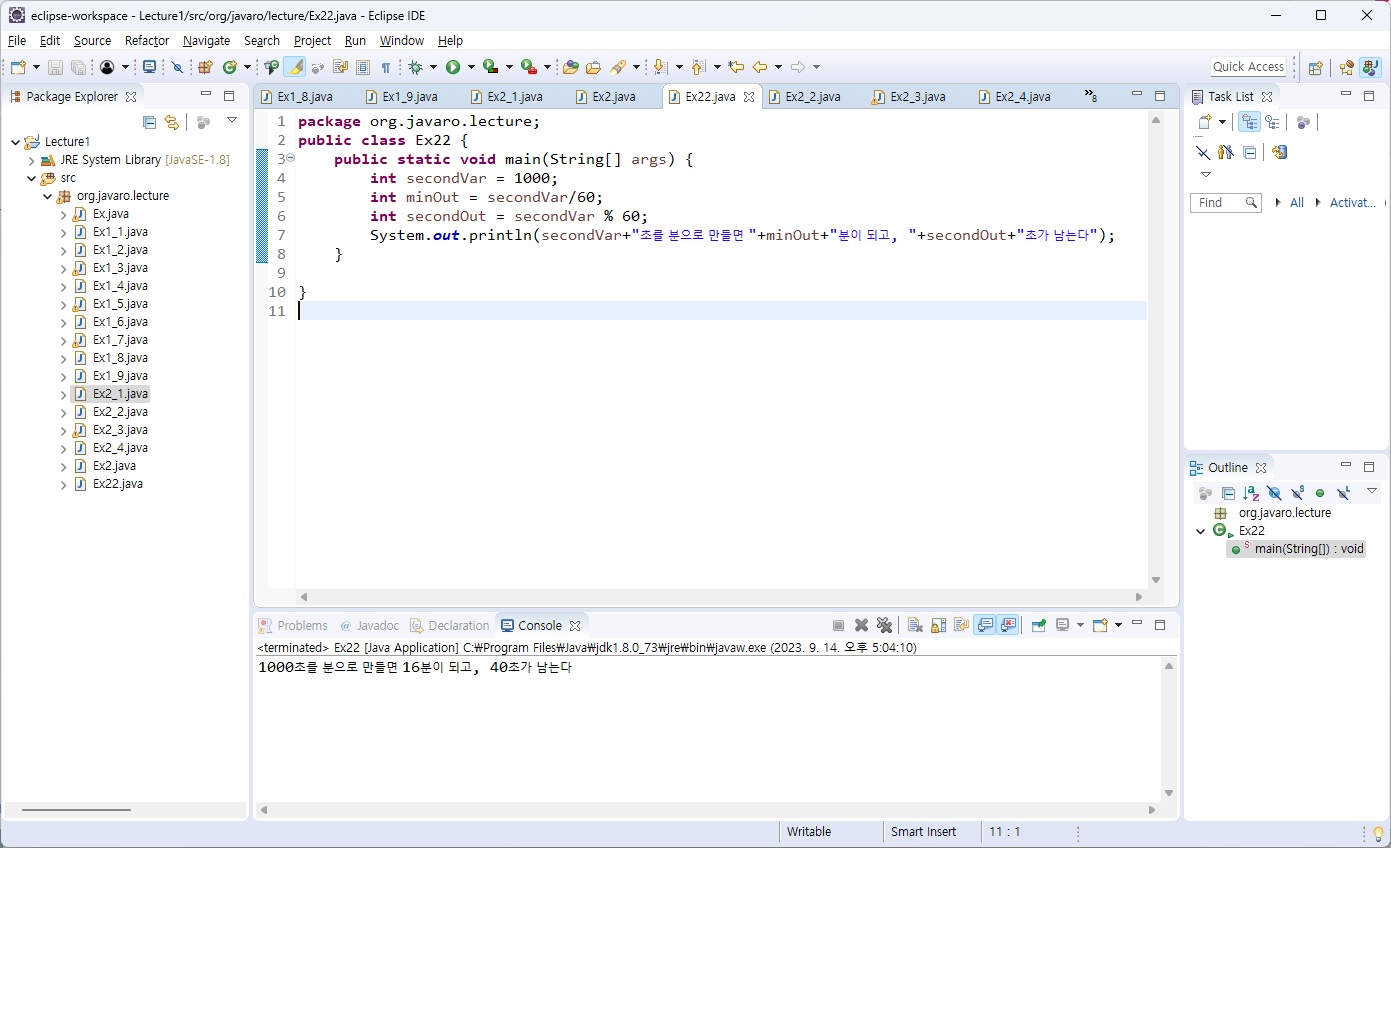 eclipse-workspace - Lecture1/src/org/javaro/lecture/Ex22.java - Eclipse IDE
File Edit Source Refactor Navigate Search Project Run Window Help
Quick Access
Package Explorer
Lecture1
JRE System Library [JavaSE-1.8]
src
org.javaro.lecture
Ex.java
Ex1_1.java
Ex1_2.java
Ex1_3.java
Ex1_4.java
Ex1_5.java
Ex1_6.java
Ex1_7.java
Ex1_8.java
Ex1_9.java
Ex2_1.java
Ex2_2.java
Ex2_3.java
Ex2_4.java
Ex2.java
Ex22.java
Ex1_8.java Ex1_9.java Ex2_1.java Ex2.java Ex22.java Ex2_2.java Ex2_3.java Ex2_4.java »8
1 package org.javaro.lecture;
2 public class Ex22 {
3 public static void main(String[] args) {
4 int secondVar = 1000;
5 int minOut = secondVar/60;
6 int secondOut = secondVar % 60;
7 System.out.println(secondVar+"초를 분으로 만들면 "+minOut+"분이 되고, "+secondOut+"초가 남는다");
8 }
9
10 }
11
Problems @ Javadoc Declaration Console
<terminated> Ex22 [Java Application] C:₩Program Files₩Java₩jdk1.8.0_73₩jre₩bin₩javaw.exe (2023. 9. 14. 오후 5:04:10)
1000초를 분으로 만들면 16분이 되고, 40초가 남는다
Task List
Find All Activat...
Outline
org.javaro.lecture
Ex22
main(String[]) : void
Writable Smart Insert 11 : 1